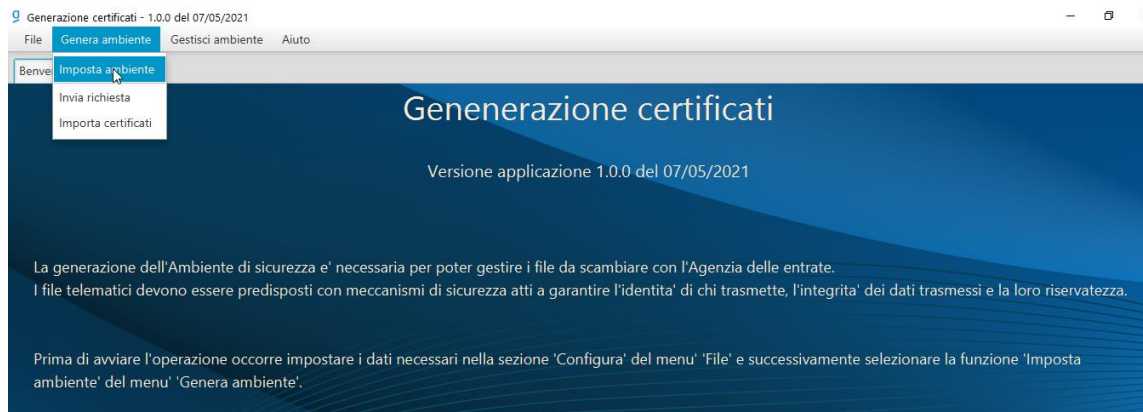 g Generazione certificati - 1.0.0 del 07/05/2021
File Genera ambiente Gestisci ambiente Aiuto
Imposta ambiente
Invia richiesta
Importa certificati
Genenerazione certificati
Versione applicazione 1.0.0 del 07/05/2021
La generazione dell'Ambiente di sicurezza e' necessaria per poter gestire i file da scambiare con l'Agenzia delle entrate.
I file telematici devono essere predisposti con meccanismi di sicurezza atti a garantire l'identita' di chi trasmette, l'integrita' dei dati trasmessi e la loro riservatezza.
Prima di avviare l'operazione occorre impostare i dati necessari nella sezione 'Configura' del menu' 'File' e successivamente selezionare la funzione 'Imposta
ambiente' del menu' 'Genera ambiente'.